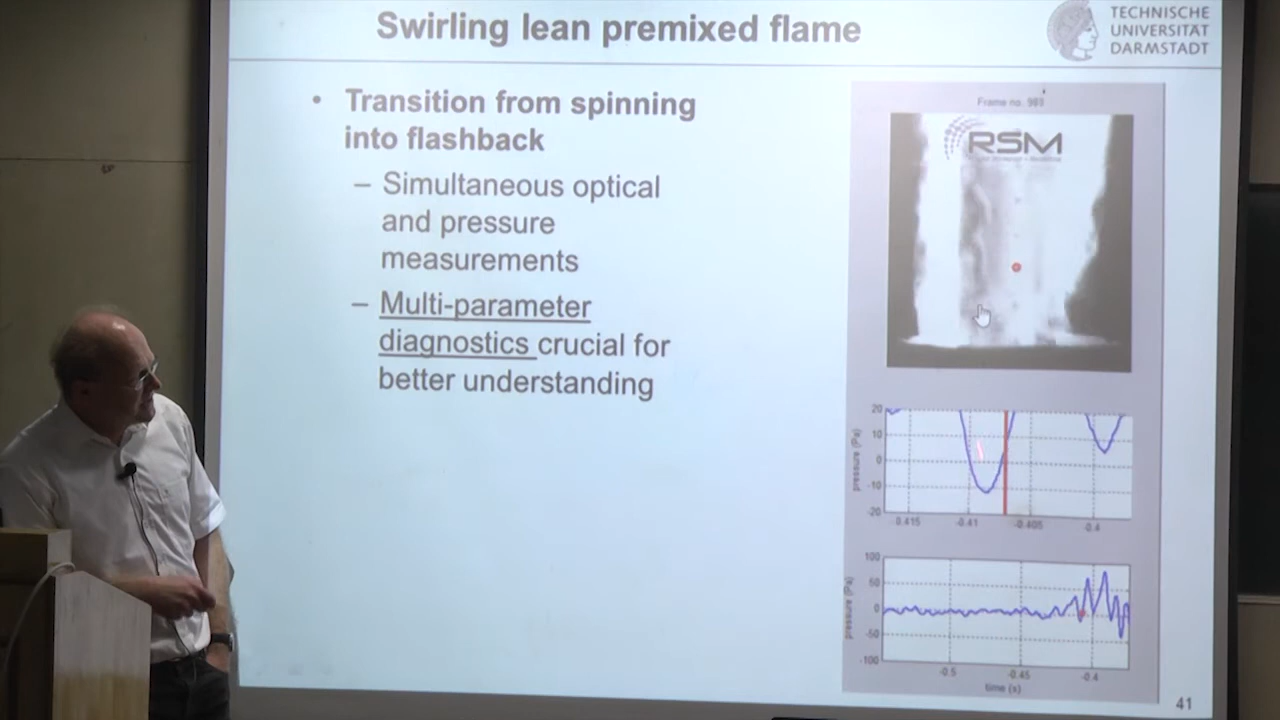 Swirling lean premixed flame
TECHNISCHE
UNIVERSITÄT
DARMSTADT
• Transition from spinning
into flashback
– Simultaneous optical
and pressure
measurements
– Multi-parameter
diagnostics crucial for
better understanding
Frame no.
RSM
20
10
0
-10
-20
pressure (Pa)
-0.415
-0.41
-0.405
-0.4
100
50
0
-50
-100
pressure (Pa)
-0.5
-0.45
-0.4
time (s)
41